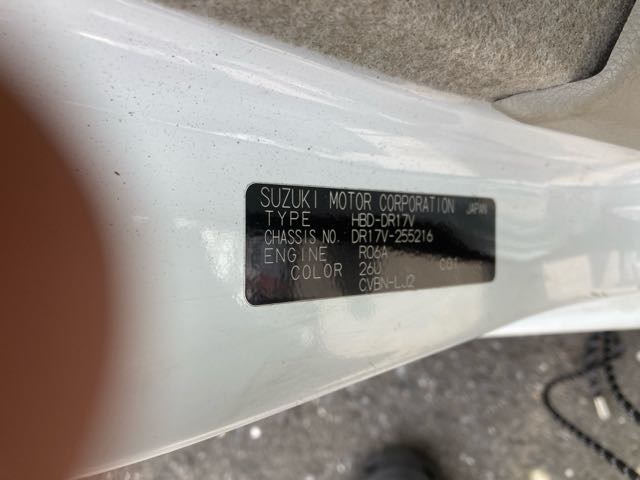 SUZUKI MOTOR CORPORATION JAPAN
TYPE HBD-DR17V
CHASSIS NO. DR17V-255216
ENGINE R06A
COLOR 26U C01
CVBN-LJ2